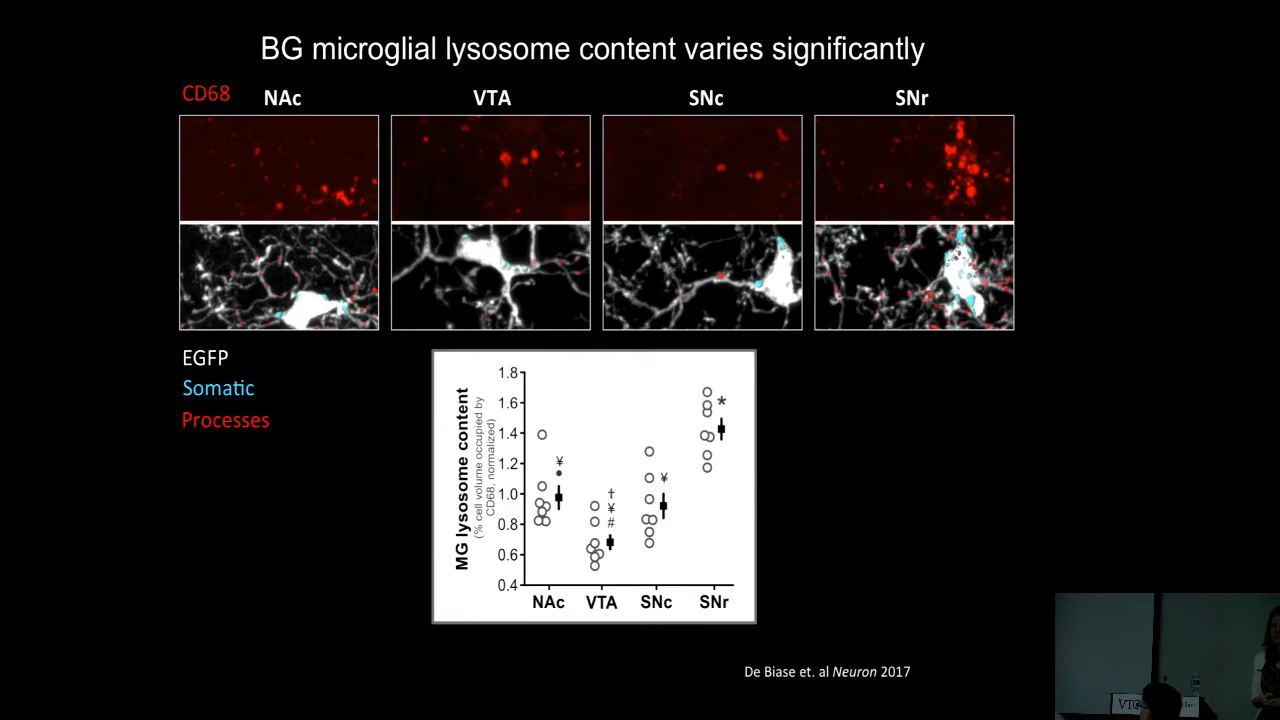 BG microglial lysosome content varies significantly
CD68
NAc
VTA
SNc
SNr
EGFP
Somatic
Processes
MG lysosome content
(% cell volume occupied by
CD68, normalized)
1.8
1.6
1.4
1.2
1.0
0.8
0.6
0.4
¥
•
†
¥
#
¥
*
NAc
VTA
SNc
SNr
De Biase et. al Neuron 2017